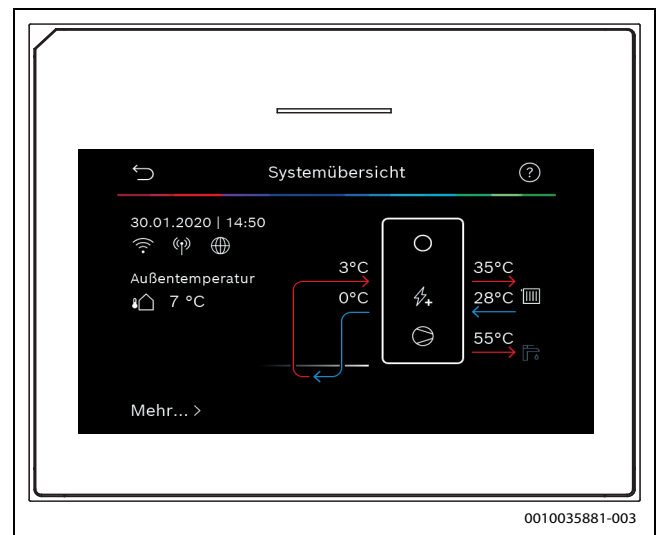 Systemübersicht ?
30.01.2020 | 14:50
Außentemperatur
7 °C
3°C
0°C
35°C
28°C
55°C
Mehr... >
0010035881-003